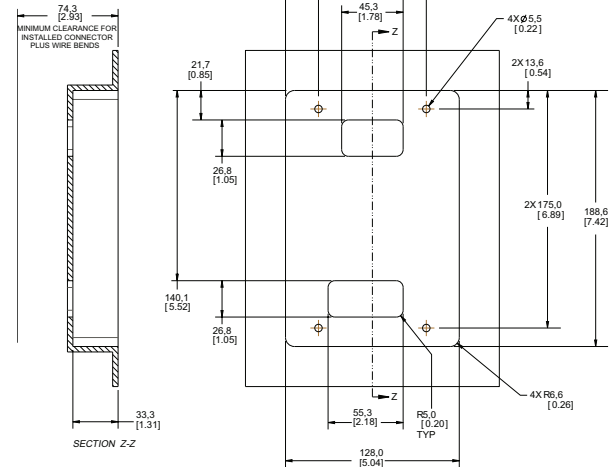 74,3
[2.93]
MINIMUM CLEARANCE FOR
INSTALLED CONNECTOR
PLUS WIRE BENDS
45,3
[1.78]
Z
4X Ø 5,5
[0.22]
21,7
[0.85]
2X 13,6
[0.54]
26,8
[1.05]
2X 175,0
[6.89]
188,6
[7.42]
140,1
[5.52]
26,8
[1.05]
Z
4X R6,6
[0.26]
33,3
[1.31]
55,3
[2.18]
R5,0
[0.20]
TYP
SECTION Z-Z
128,0
[5.04]